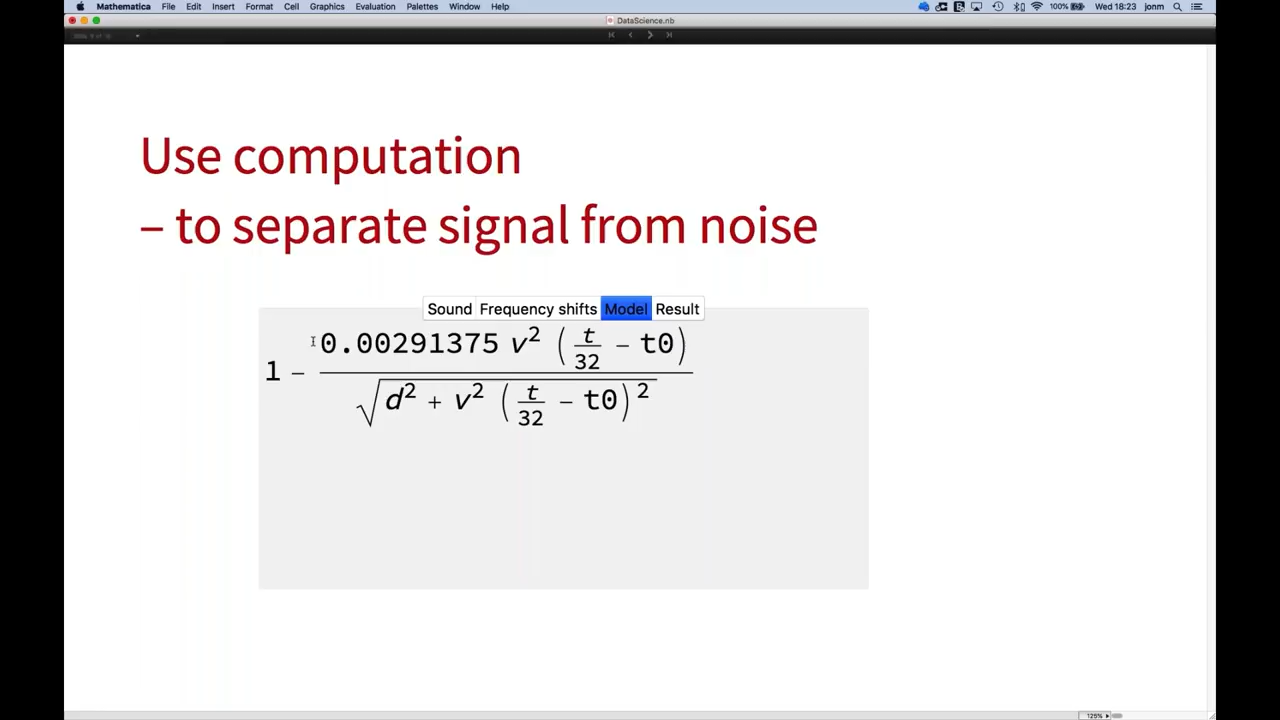 Mathematica File Edit Insert Format Cell Graphics Evaluation Palettes Window Help 100% Wed 18:23 jonm
DataScience.nb
Use computation
– to separate signal from noise
Sound Frequency shifts Model Result
1 - (0.00291375 v² (t/32 - t0)) / √(d² + v² (t/32 - t0)²)
125%